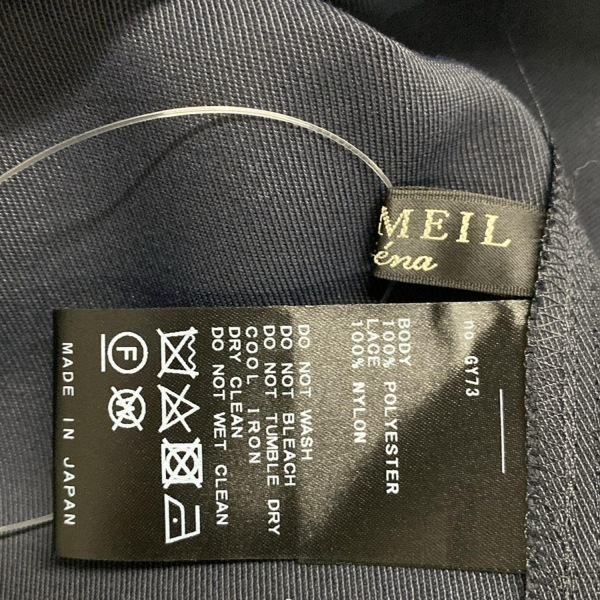 MEIL
éna
no GY73
BODY
100% POLYESTER
LACE
100% NYLON
DO NOT WASH
DO NOT BLEACH
DO NOT TUMBLE DRY
COOL IRON
DRY CLEAN
DO NOT WET CLEAN
F
W
MADE IN JAPAN